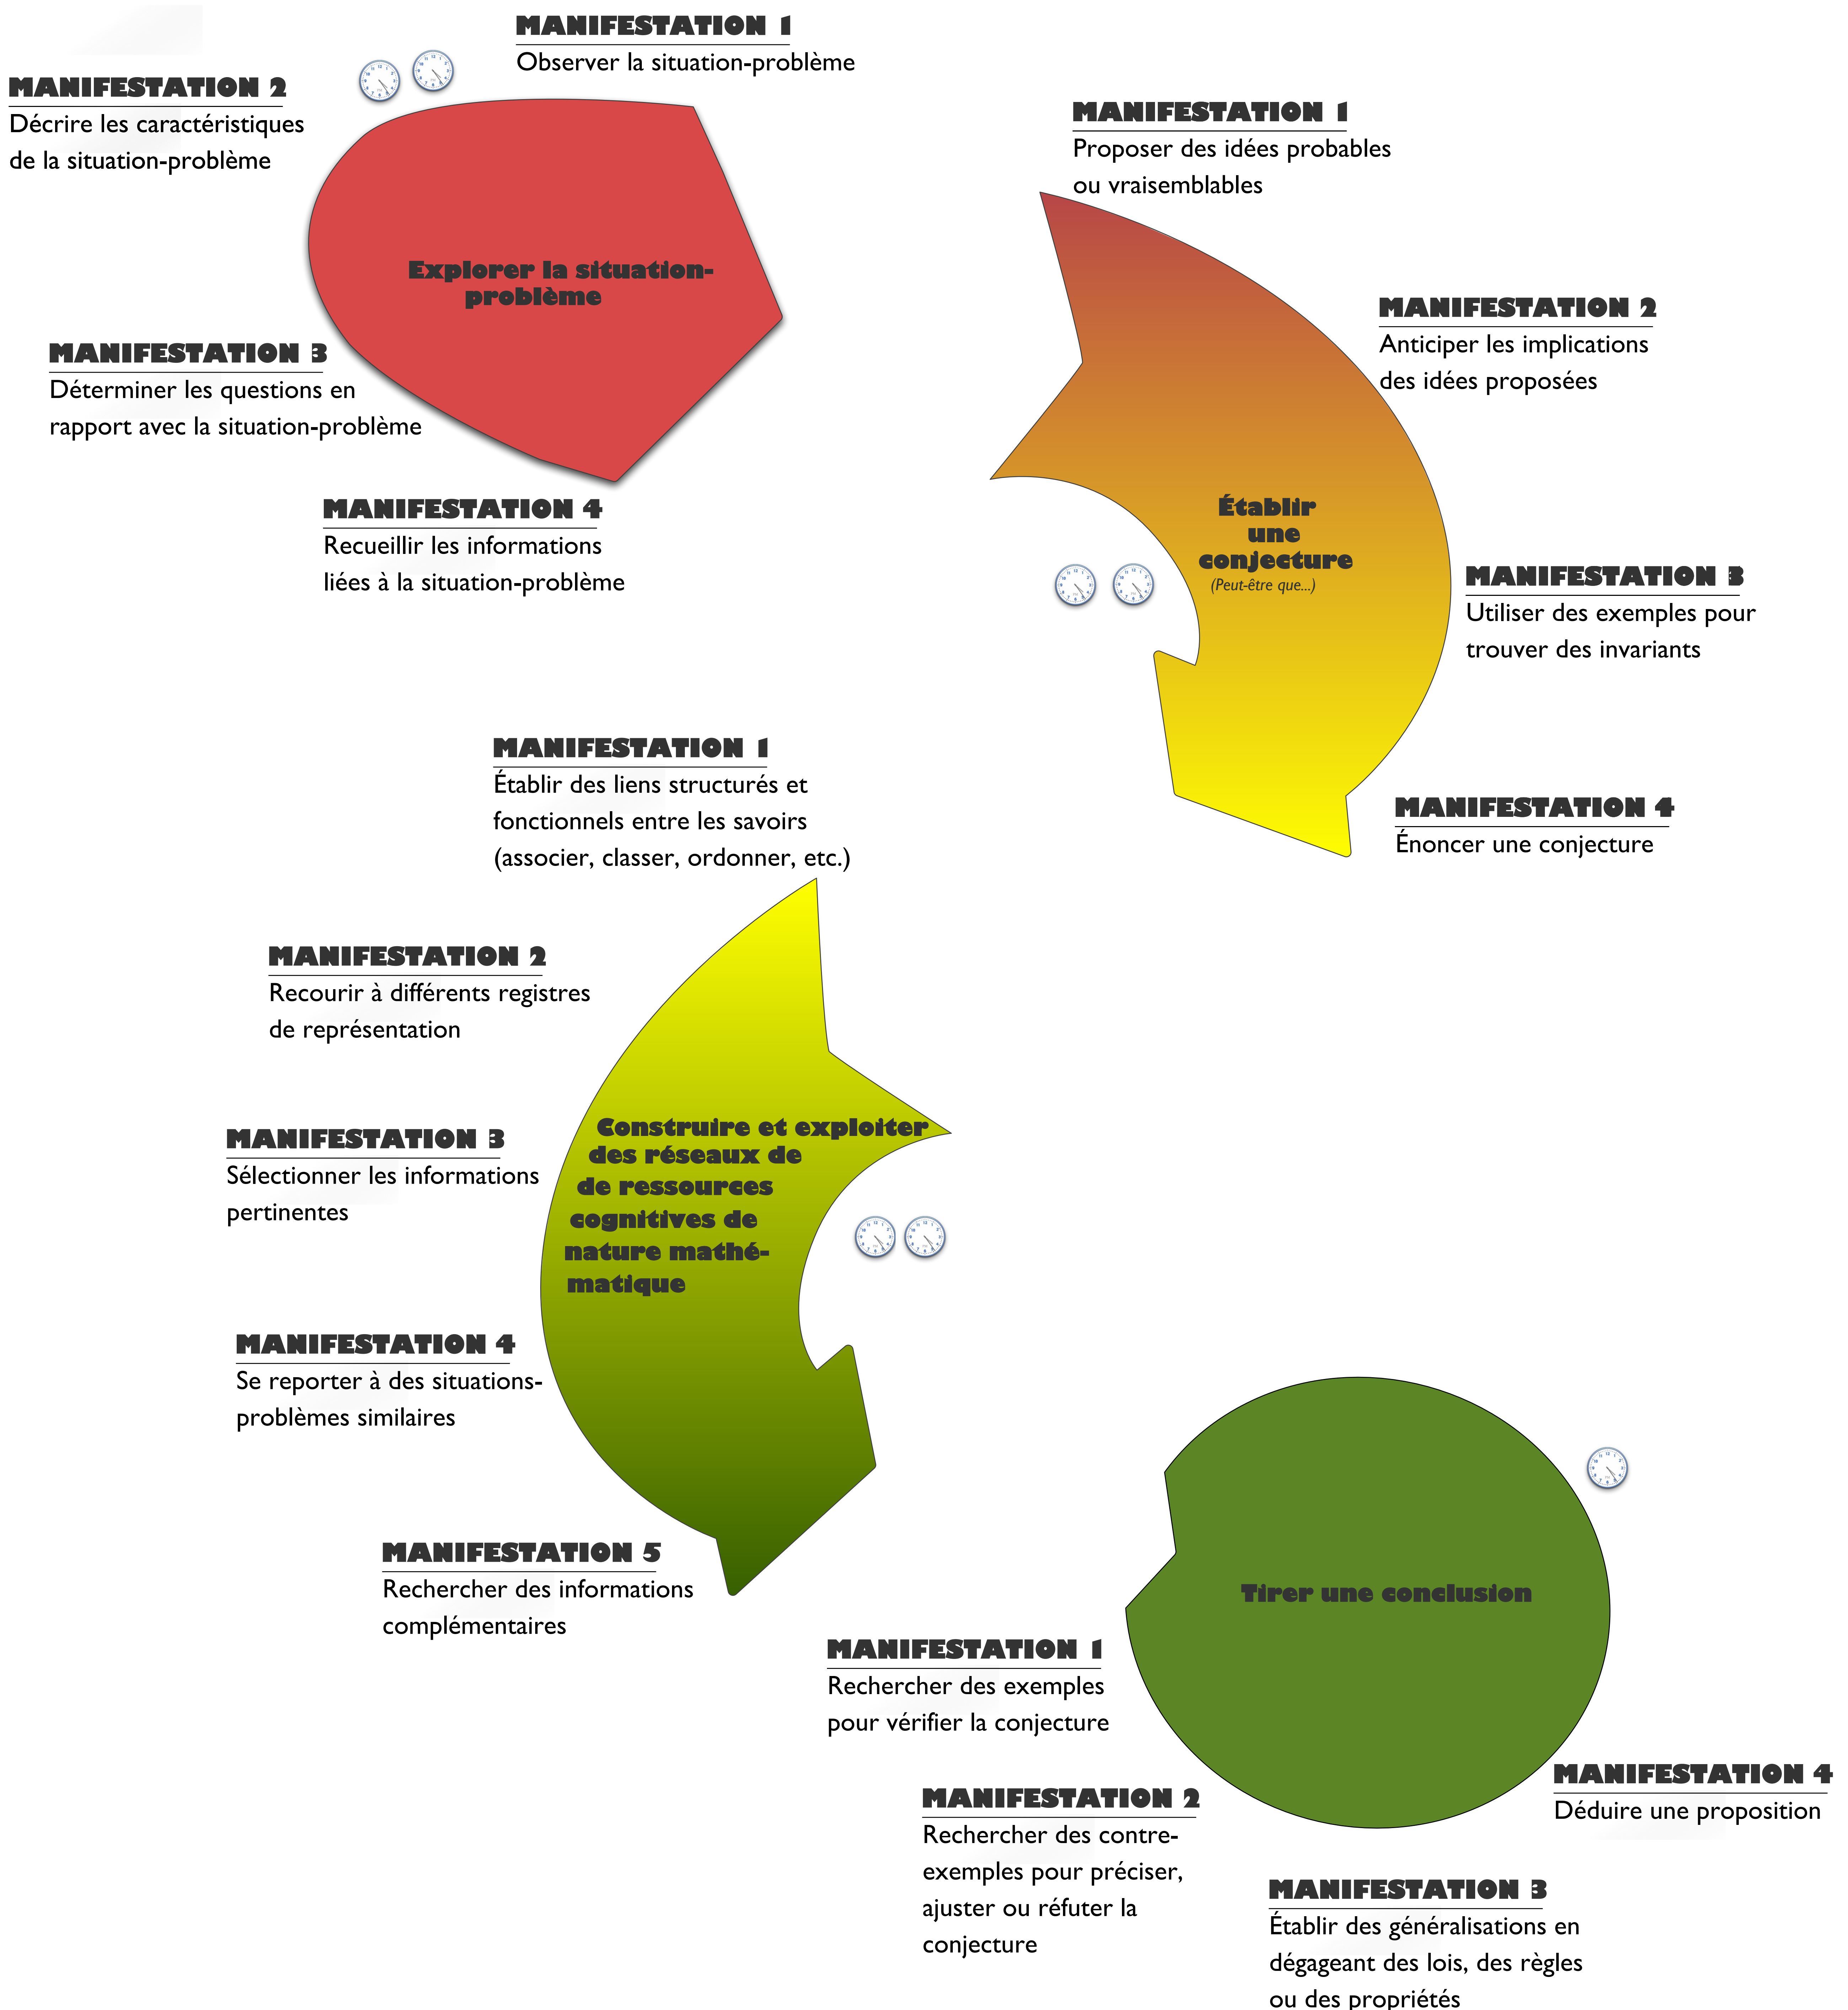 MANIFESTATION 1
Observer la situation-problème
MANIFESTATION 2
Décrire les caractéristiques
de la situation-problème
Explorer la situation-
problème
MANIFESTATION 3
Déterminer les questions en
rapport avec la situation-problème
MANIFESTATION 4
Recueillir les informations
liées à la situation-problème
MANIFESTATION 1
Proposer des idées probables
ou vraisemblables
MANIFESTATION 2
Anticiper les implications
des idées proposées
Établir
une
conjecture
(Peut-être que...)
MANIFESTATION 3
Utiliser des exemples pour
trouver des invariants
MANIFESTATION 4
Énoncer une conjecture
MANIFESTATION 1
Établir des liens structurés et
fonctionnels entre les savoirs
(associer, classer, ordonner, etc.)
MANIFESTATION 2
Recourir à différents registres
de représentation
Construire et exploiter
des réseaux de
de ressources
cognitives de
nature mathé-
matique
MANIFESTATION 3
Sélectionner les informations
pertinentes
MANIFESTATION 4
Se reporter à des situations-
problèmes similaires
MANIFESTATION 5
Rechercher des informations
complémentaires
Tirer une conclusion
MANIFESTATION 1
Rechercher des exemples
pour vérifier la conjecture
MANIFESTATION 2
Rechercher des contre-
exemples pour préciser,
ajuster ou réfuter la
conjecture
MANIFESTATION 3
Établir des généralisations en
dégageant des lois, des règles
ou des propriétés
MANIFESTATION 4
Déduire une proposition